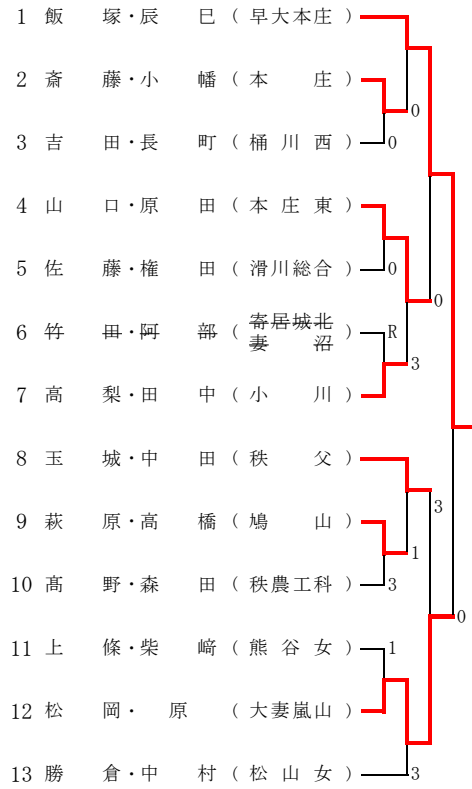 1 飯 塚・辰 巳 ( 早大本庄 )
2 斎 藤・小 幡 ( 本 庄 )
0
3 吉 田・長 町 ( 桶 川 西 ) 0
4 山 口・原 田 ( 本 庄 東 )
5 佐 藤・権 田 ( 滑川総合 ) 0
0
6 竹 田・阿 部 ( 寄居城北 妻 沼 ) R
3
7 高 梨・田 中 ( 小 川 )
8 玉 城・中 田 ( 秩 父 )
3
9 萩 原・高 橋 ( 鳩 山 )
1
10 髙 野・森 田 ( 秩農工科 ) 3
0
11 上 條・柴 﨑 ( 熊 谷 女 ) 1
12 松 岡・ 原 ( 大妻嵐山 )
13 勝 倉・中 村 ( 松 山 女 ) 3